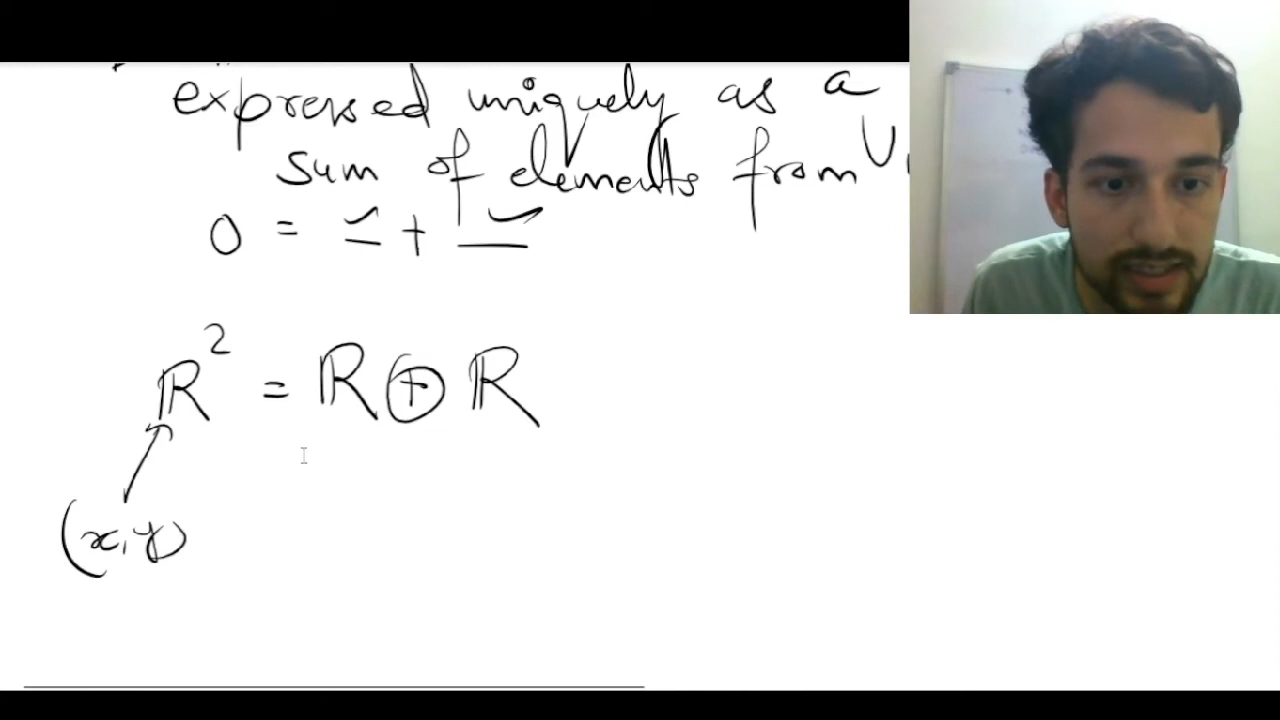 expressed uniquely as a
sum of elements from U
0 = _ + _
ℝ² = ℝ ⊕ ℝ
(x, y)